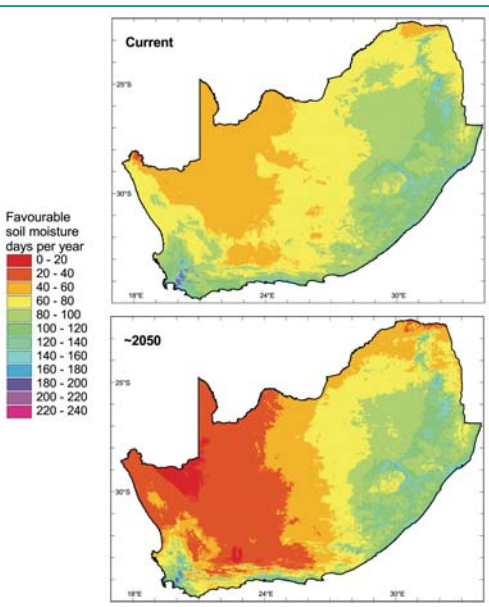 Current
25°S
30°S
18°E
24°E
30°E
Favourable
soil moisture
days per year
0 - 20
20 - 40
40 - 60
60 - 80
80 - 100
100 - 120
120 - 140
140 - 160
160 - 180
180 - 200
200 - 220
220 - 240
~2050
25°S
30°S
18°E
24°E
30°E